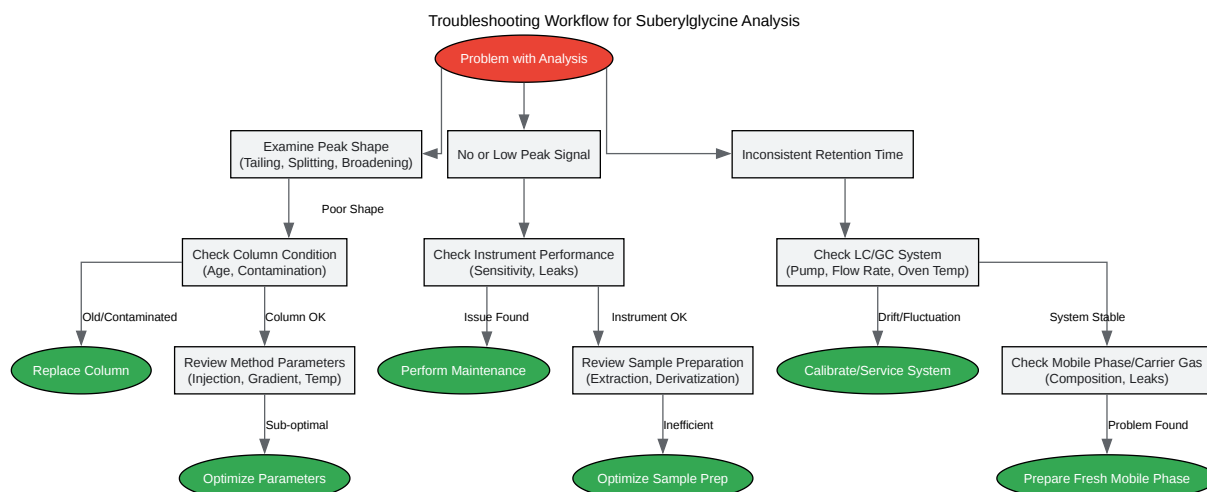 Troubleshooting Workflow for Suberylglycine Analysis
Problem with Analysis
Examine Peak Shape
(Tailing, Splitting, Broadening)
No or Low Peak Signal
Inconsistent Retention Time
Poor Shape
Check Column Condition
(Age, Contamination)
Check Instrument Performance
(Sensitivity, Leaks)
Check LC/GC System
(Pump, Flow Rate, Oven Temp)
Old/Contaminated
Column OK
Issue Found
Instrument OK
Drift/Fluctuation
System Stable
Replace Column
Review Method Parameters
(Injection, Gradient, Temp)
Perform Maintenance
Review Sample Preparation
(Extraction, Derivatization)
Calibrate/Service System
Check Mobile Phase/Carrier Gas
(Composition, Leaks)
Sub-optimal
Inefficient
Problem Found
Optimize Parameters
Optimize Sample Prep
Prepare Fresh Mobile Phase